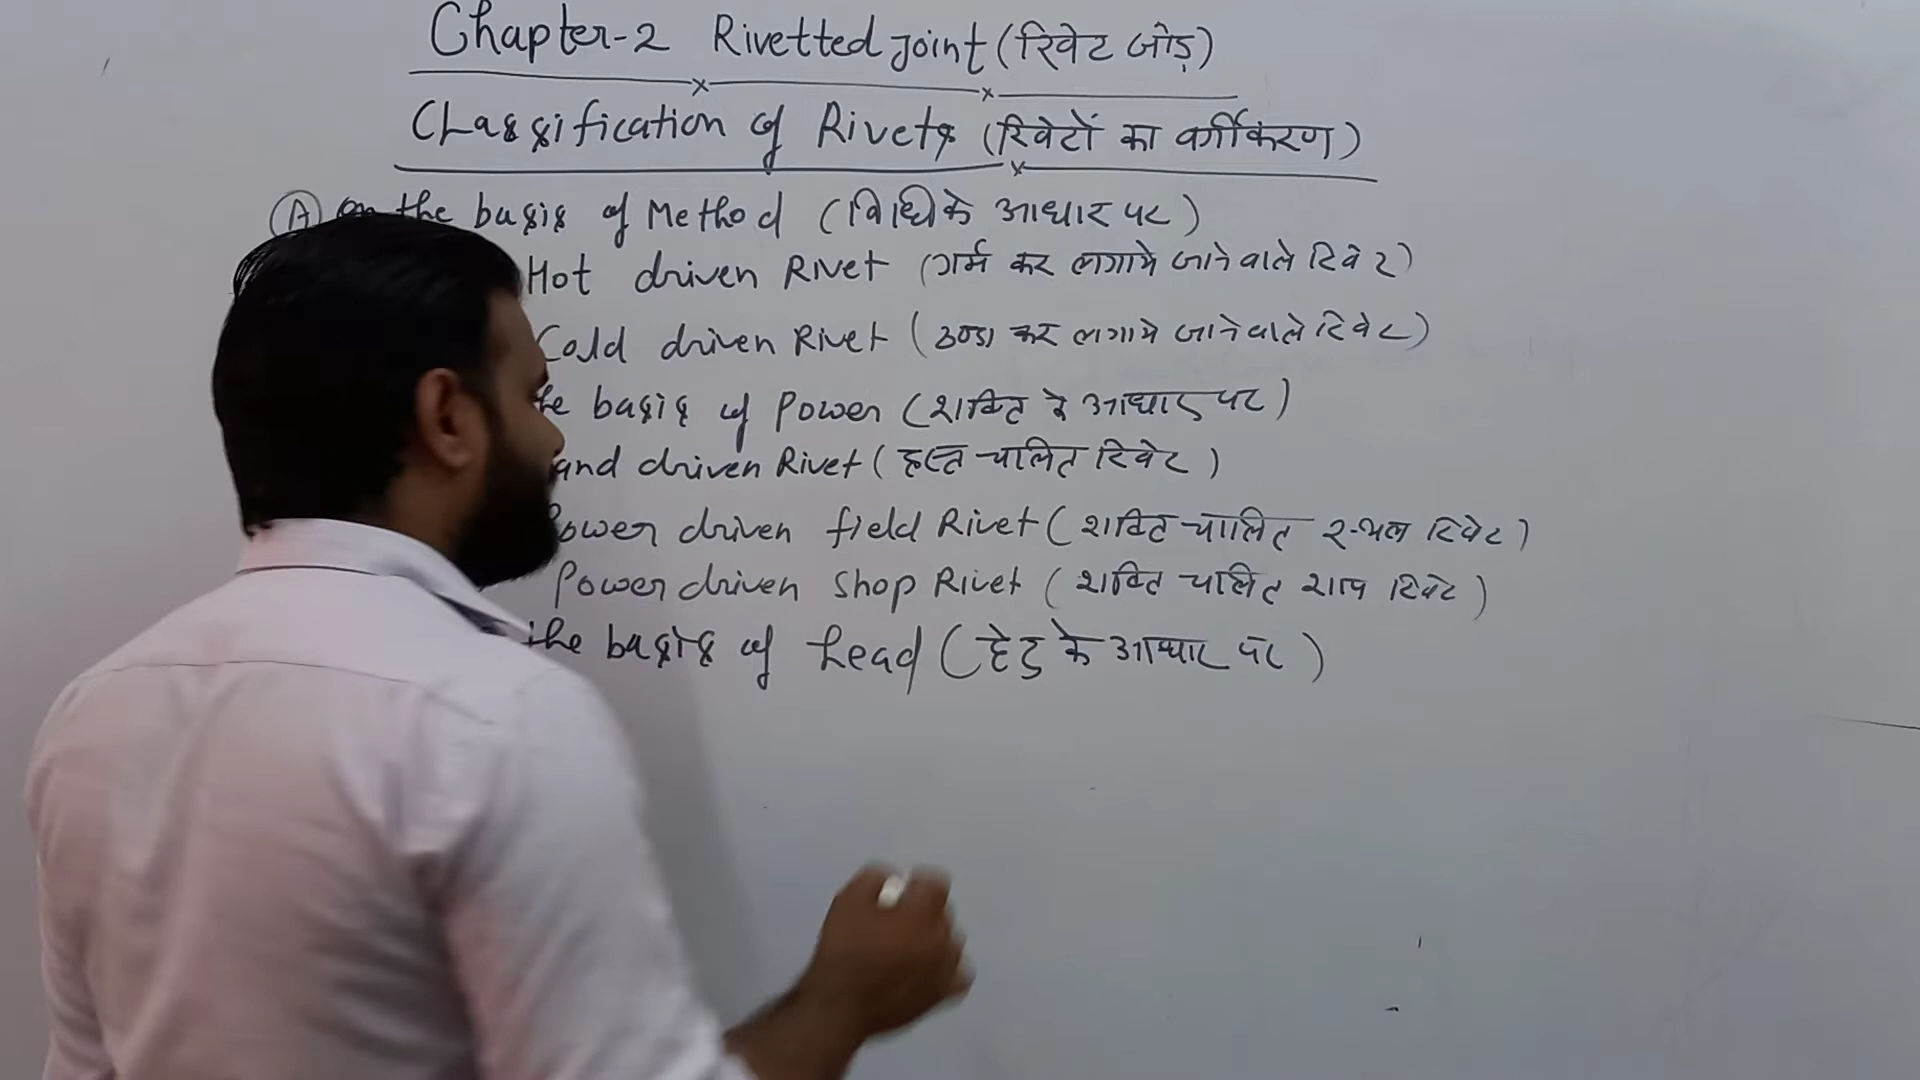 Chapter-2 Rivetted joint (रिवेट जोड़)
Classification of Rivets (रिवेटों का वर्गीकरण)
(A) on the basis of Method (विधि के आधार पर)
Hot driven Rivet (गर्म कर लगाये जाने वाले रिवेट)
Cold driven Rivet (ठण्डा कर लगाये जाने वाले रिवेट)
the basis of Power (शक्ति के आधार पर)
and driven Rivet (हस्त चालित रिवेट)
Power driven field Rivet (शक्ति चालित स्थल रिवेट)
Power driven Shop Rivet (शक्ति चालित शाप रिवेट)
the basis of head (हेड के आधार पर)